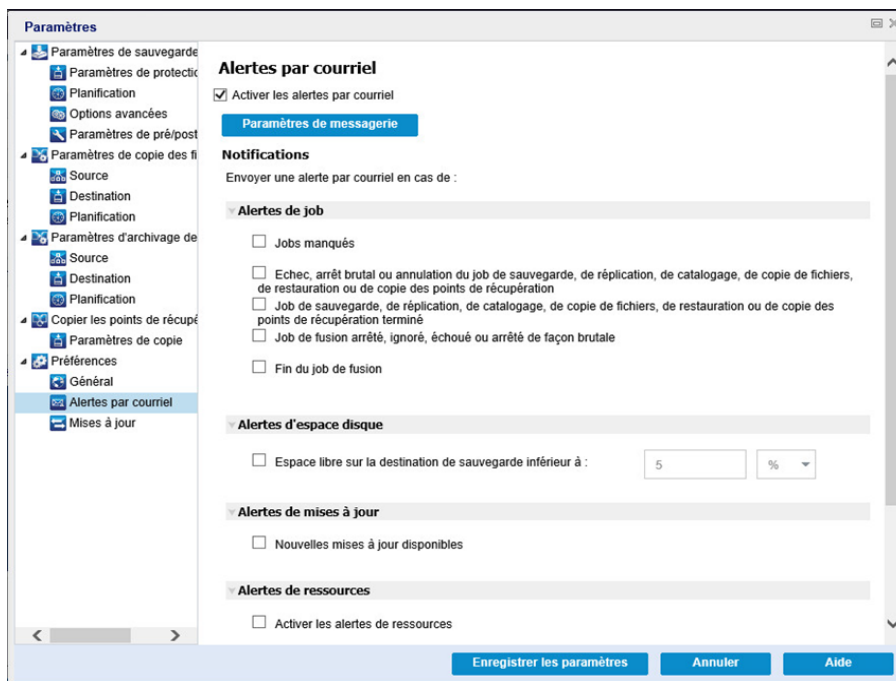 Paramètres
Paramètres de sauvegarde
Paramètres de protectio
Planification
Options avancées
Paramètres de pré/post
Paramètres de copie des fi
Source
Destination
Planification
Paramètres d'archivage de
Source
Destination
Planification
Copier les points de récupé
Paramètres de copie
Préférences
Général
Alertes par courriel
Mises à jour
Alertes par courriel
Activer les alertes par courriel
Paramètres de messagerie
Notifications
Envoyer une alerte par courriel en cas de :
Alertes de job
Jobs manqués
Echec, arrêt brutal ou annulation du job de sauvegarde, de réplication, de catalogage, de copie de fichiers,
de restauration ou de copie des points de récupération
Job de sauvegarde, de réplication, de catalogage, de copie de fichiers, de restauration ou de copie des
points de récupération terminé
Job de fusion arrêté, ignoré, échoué ou arrêté de façon brutale
Fin du job de fusion
Alertes d'espace disque
Espace libre sur la destination de sauvegarde inférieur à : 5 %
Alertes de mises à jour
Nouvelles mises à jour disponibles
Alertes de ressources
Activer les alertes de ressources
Enregistrer les paramètres Annuler Aide